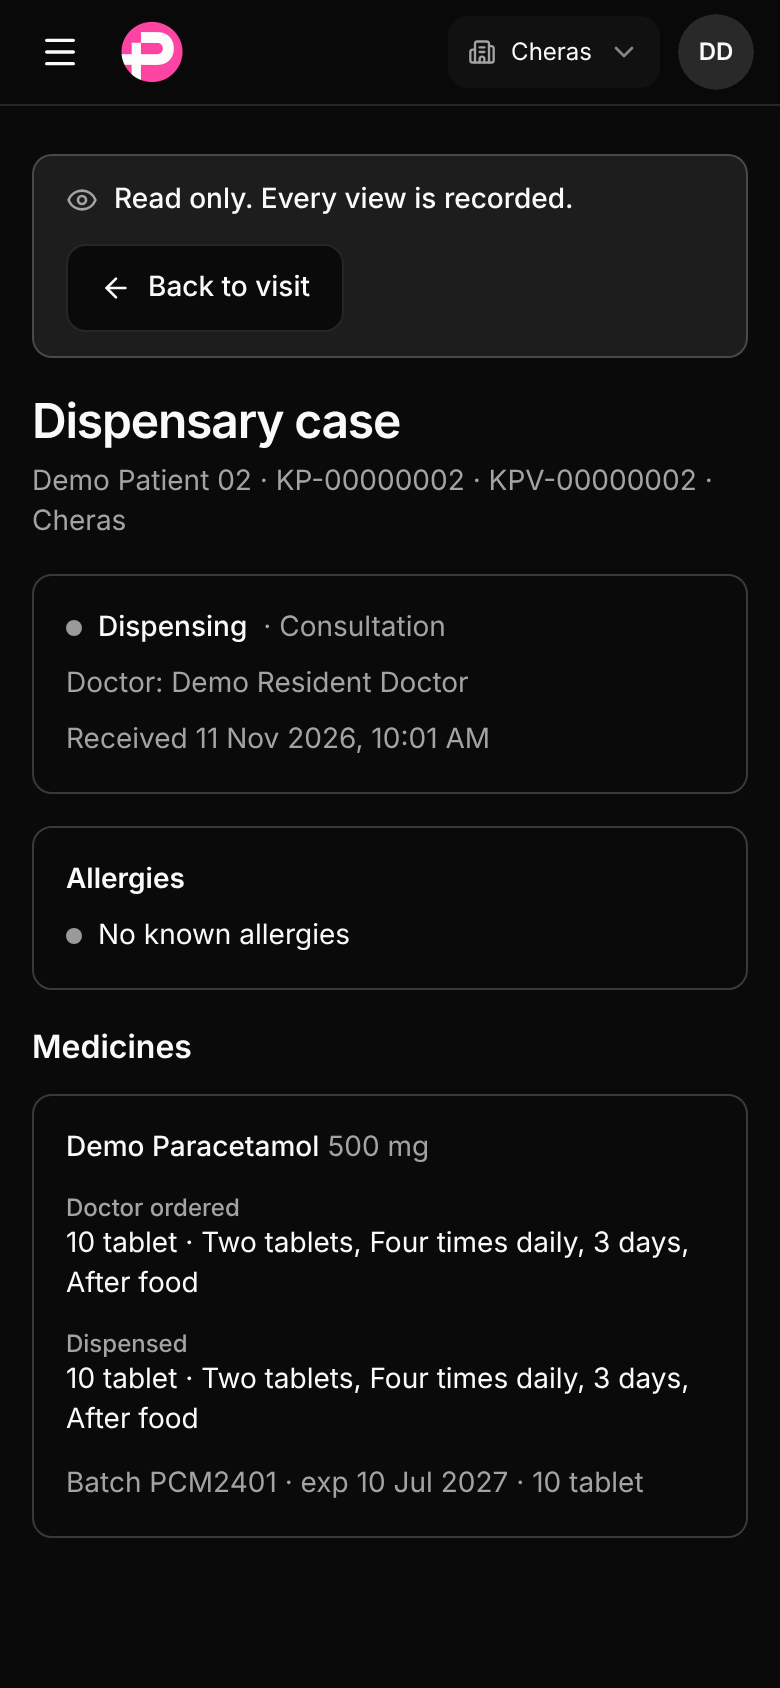 Cheras
DD
Read only. Every view is recorded.
Back to visit
Dispensary case
Demo Patient 02 · KP-00000002 · KPV-00000002 ·
Cheras
Dispensing · Consultation
Doctor: Demo Resident Doctor
Received 11 Nov 2026, 10:01 AM
Allergies
No known allergies
Medicines
Demo Paracetamol 500 mg
Doctor ordered
10 tablet · Two tablets, Four times daily, 3 days,
After food
Dispensed
10 tablet · Two tablets, Four times daily, 3 days,
After food
Batch PCM2401 · exp 10 Jul 2027 · 10 tablet